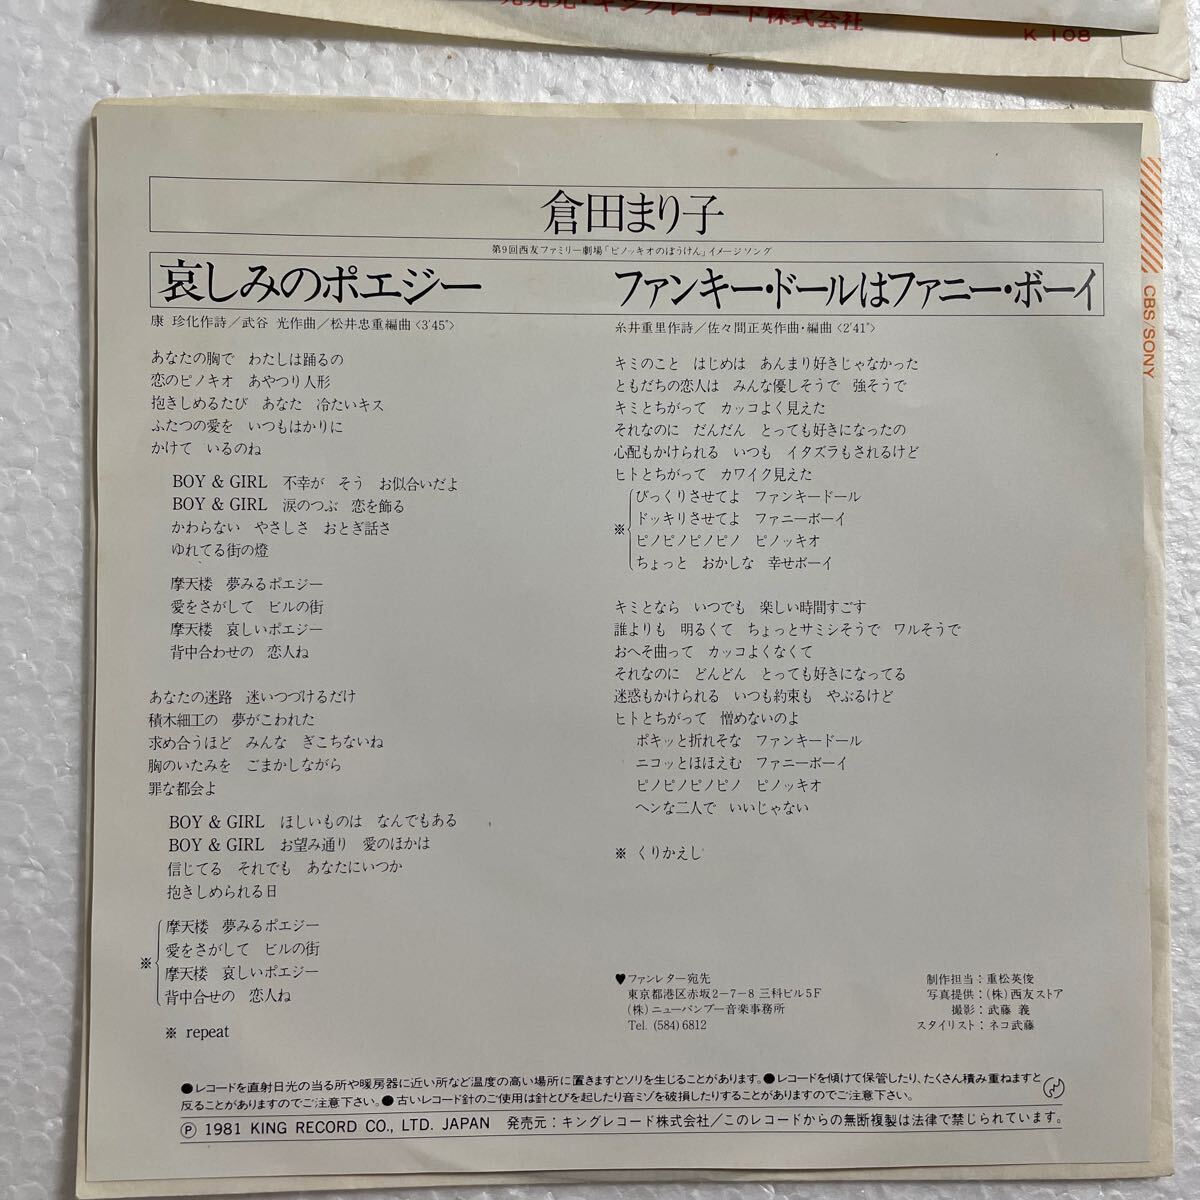 発売元・キングレコード株式会社
K 108
CBS/SONY
倉田まり子
第9回西友ファミリー劇場「ピノッキオのぼうけん」イメージソング
哀しみのポエジー
康 珍化作詩／武谷 光作曲／松井忠重編曲〈3′45″〉
あなたの胸で わたしは踊るの
恋のピノキオ あやつり人形
抱きしめるたび あなた 冷たいキス
ふたつの愛を いつもはかりに
かけて いるのね
BOY & GIRL 不幸が そう お似合いだよ
BOY & GIRL 涙のつぶ 恋を飾る
かわらない やさしさ おとぎ話さ
ゆれてる街の燈
摩天楼 夢みるポエジー
愛をさがして ビルの街
摩天楼 哀しいポエジー
背中合わせの 恋人ね
あなたの迷路 迷いつづけるだけ
積木細工の 夢がこわれた
求め合うほど みんな ぎこちないね
胸のいたみを ごまかしながら
罪な都会よ
BOY & GIRL ほしいものは なんでもある
BOY & GIRL お望み通り 愛のほかは
信じてる それでも あなたにいつか
抱きしめられる日
※
摩天楼 夢みるポエジー
愛をさがして ビルの街
摩天楼 哀しいポエジー
背中合せの 恋人ね
※ repeat
ファンキー・ドールはファニー・ボーイ
糸井重里作詩／佐々間正英作曲・編曲〈2′41″〉
キミのこと はじめは あんまり好きじゃなかった
ともだちの恋人は みんな優しそうで 強そうで
キミとちがって カッコよく見えた
それなのに だんだん とっても好きになったの
心配もかけられる いつも イタズラもされるけど
ヒトとちがって カワイク見えた
※
びっくりさせてよ ファンキードール
ドッキリさせてよ ファニーボーイ
ピノピノピノピノ ピノッキオ
ちょっと おかしな 幸せボーイ
キミとなら いつでも 楽しい時間すごす
誰よりも 明るくて ちょっとサミシそうで ワルそうで
おへそ曲って カッコよくなくて
それなのに どんどん とっても好きになってる
迷惑もかけられる いつも約束も やぶるけど
ヒトとちがって 憎めないのよ
ポキッと折れそな ファンキードール
ニコッとほほえむ ファニーボーイ
ピノピノピノピノ ピノッキオ
ヘンな二人で いいじゃない
※ くりかえし
♥ファンレター宛先
東京都港区赤坂2−7−8 三科ビル5F
(株)ニューバンブー音楽事務所
Tel. (584) 6812
制作担当：重松英俊
写真提供：(株)西友ストア
撮影：武藤 義
スタイリスト：ネコ武藤
●レコードを直射日光の当る所や暖房器に近い所など温度の高い場所に置きますとソリを生じることがあります。●レコードを傾けて保管したり、たくさん積み重ねますと
反ることがありますのでご注意下さい。●古いレコード針のご使用は針とびを起したり音ミゾを破損したりすることがありますのでご注意下さい。
Ⓟ 1981 KING RECORD CO., LTD. JAPAN 発売元：キングレコード株式会社／このレコードからの無断複製は法律で禁じられています。